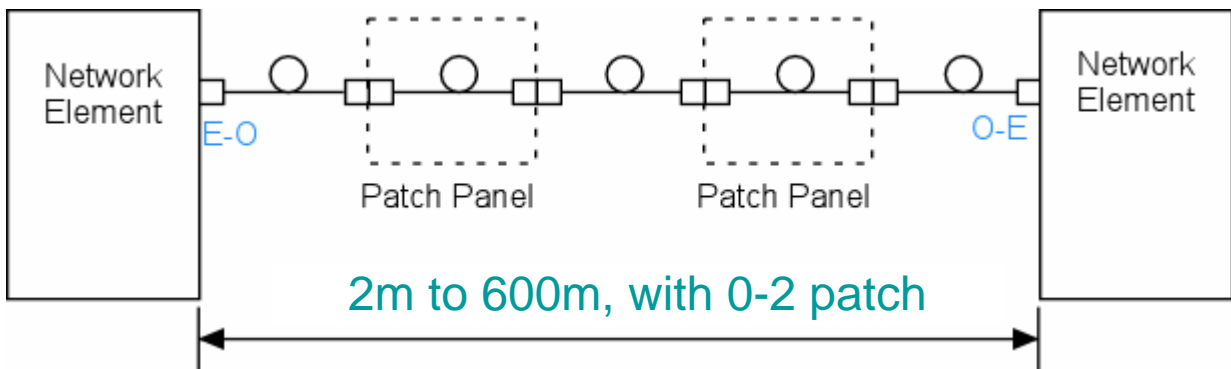 Network
Element
Network
Element
E-O
O-E
Patch Panel
Patch Panel
2m to 600m, with 0-2 patch